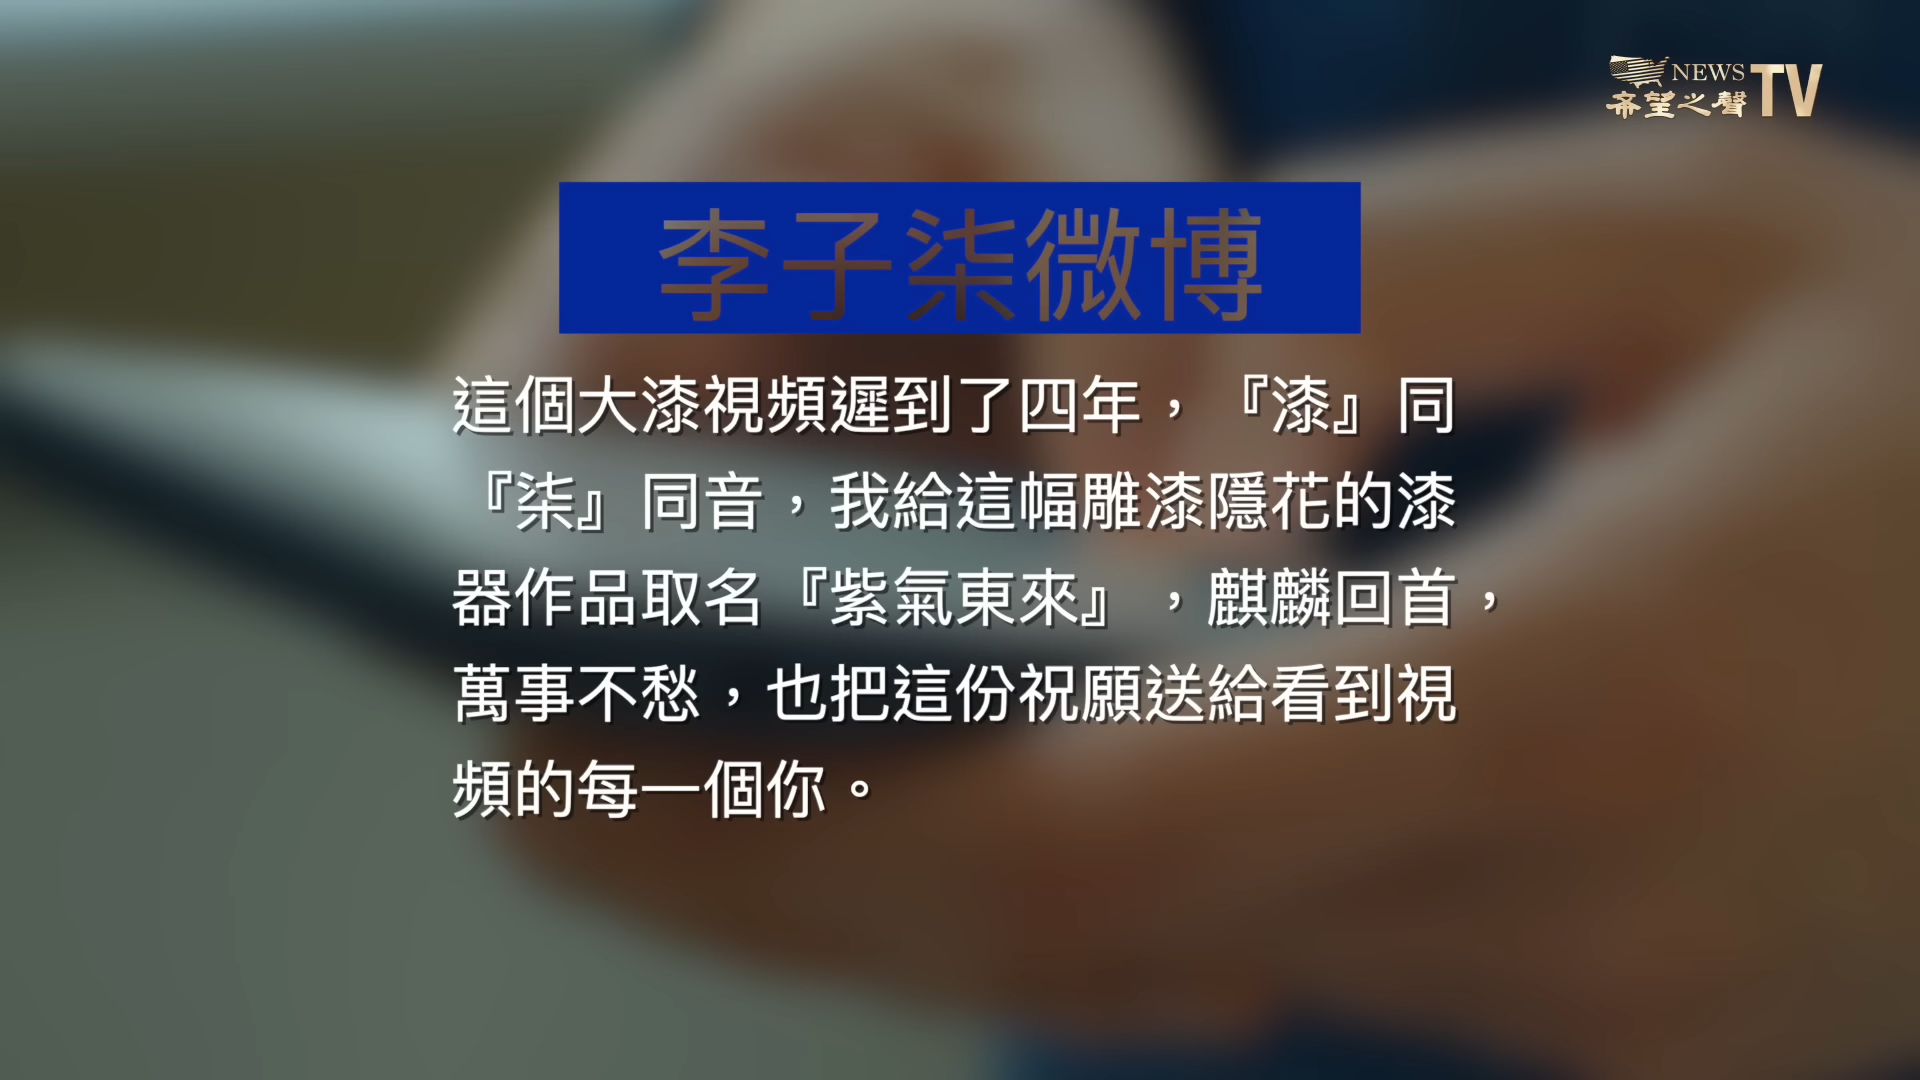 NEWS
希望之聲TV
李子柒微博
這個大漆視頻遲到了四年，『漆』同
『柒』同音，我給這幅雕漆隱花的漆
器作品取名『紫氣東來』，麒麟回首，
萬事不愁，也把這份祝願送給看到視
頻的每一個你。